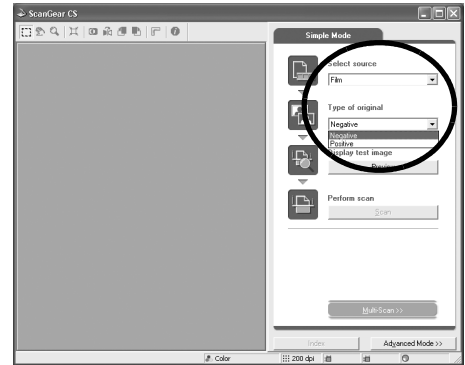 ScanGear CS
Simple Mode
Select source
Film
Type of original
Negative
Negative
Positive
Display test image
Preview
Perform scan
Scan
Multi-Scan >>
Index
Advanced Mode >>
Color
200 dpi